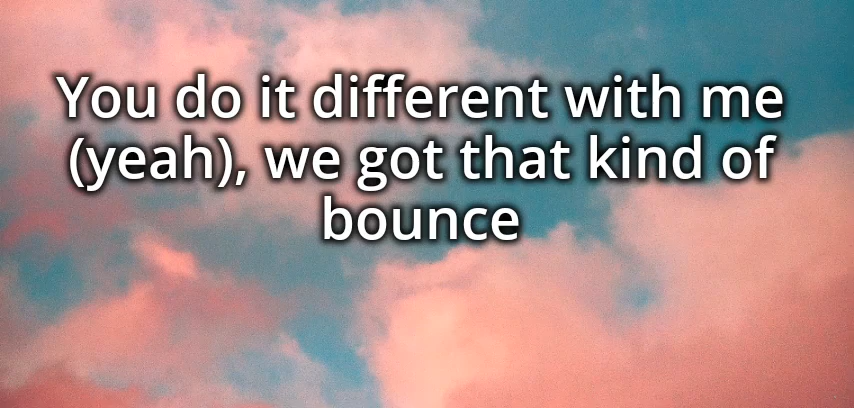 You do it different with me
(yeah), we got that kind of
bounce